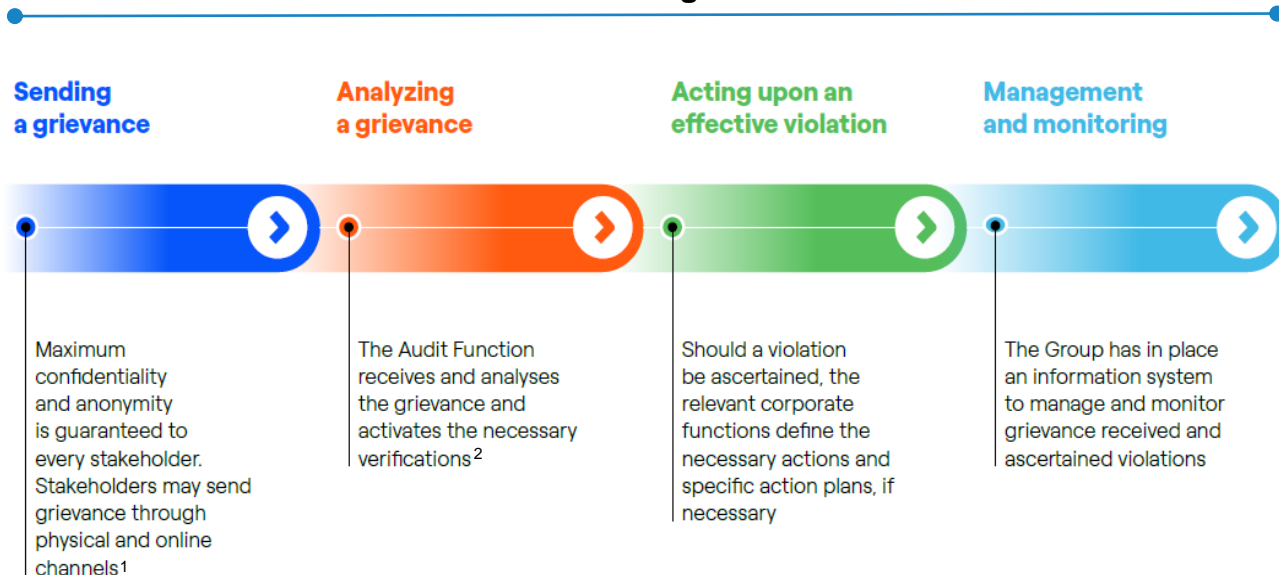 Sending
a grievance
Analyzing
a grievance
Acting upon an
effective violation
Management
and monitoring
Maximum
confidentiality
and anonymity
is guaranteed to
every stakeholder.
Stakeholders may send
grievance through
physical and online
channels1
The Audit Function
receives and analyses
the grievance and
activates the necessary
verifications2
Should a violation
be ascertained, the
relevant corporate
functions define the
necessary actions and
specific action plans, if
necessary
The Group has in place
an information system
to manage and monitor
grievance received and
ascertained violations